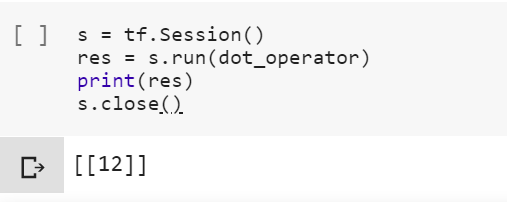 [ ] s = tf.Session()
res = s.run(dot_operator)
print(res)
s.close()
[[12]]